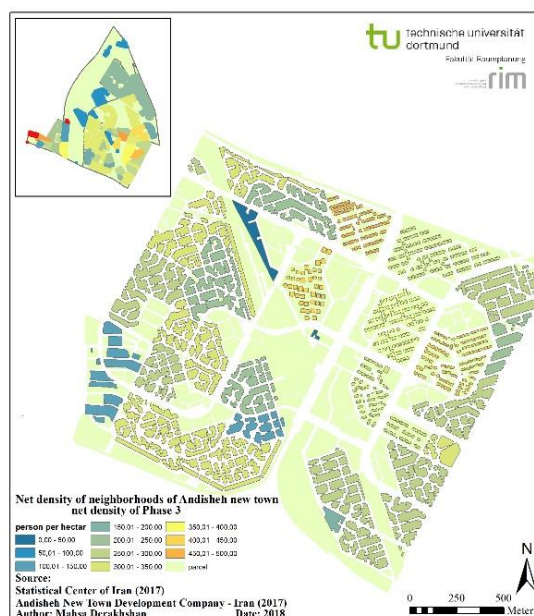 technische universität
dortmund
Fakultät Raumplanung
rim
Net density of neighborhoods of Andisheh new town
net density of Phase 3
person per hectar
0,00 - 50,00
50,01 - 100,00
100,01 - 150,00
150,01 - 200,00
200,01 - 250,00
250,01 - 300,00
300,01 - 350,00
350,01 - 400,00
400,01 - 450,00
450,01 - 500,00
parcel
Source:
Statistical Center of Iran (2017)
Andisheh New Town Development Company - Iran (2017)
Author: Mahsa Derakhshan Date: 2018
N
0 250 500
Meter